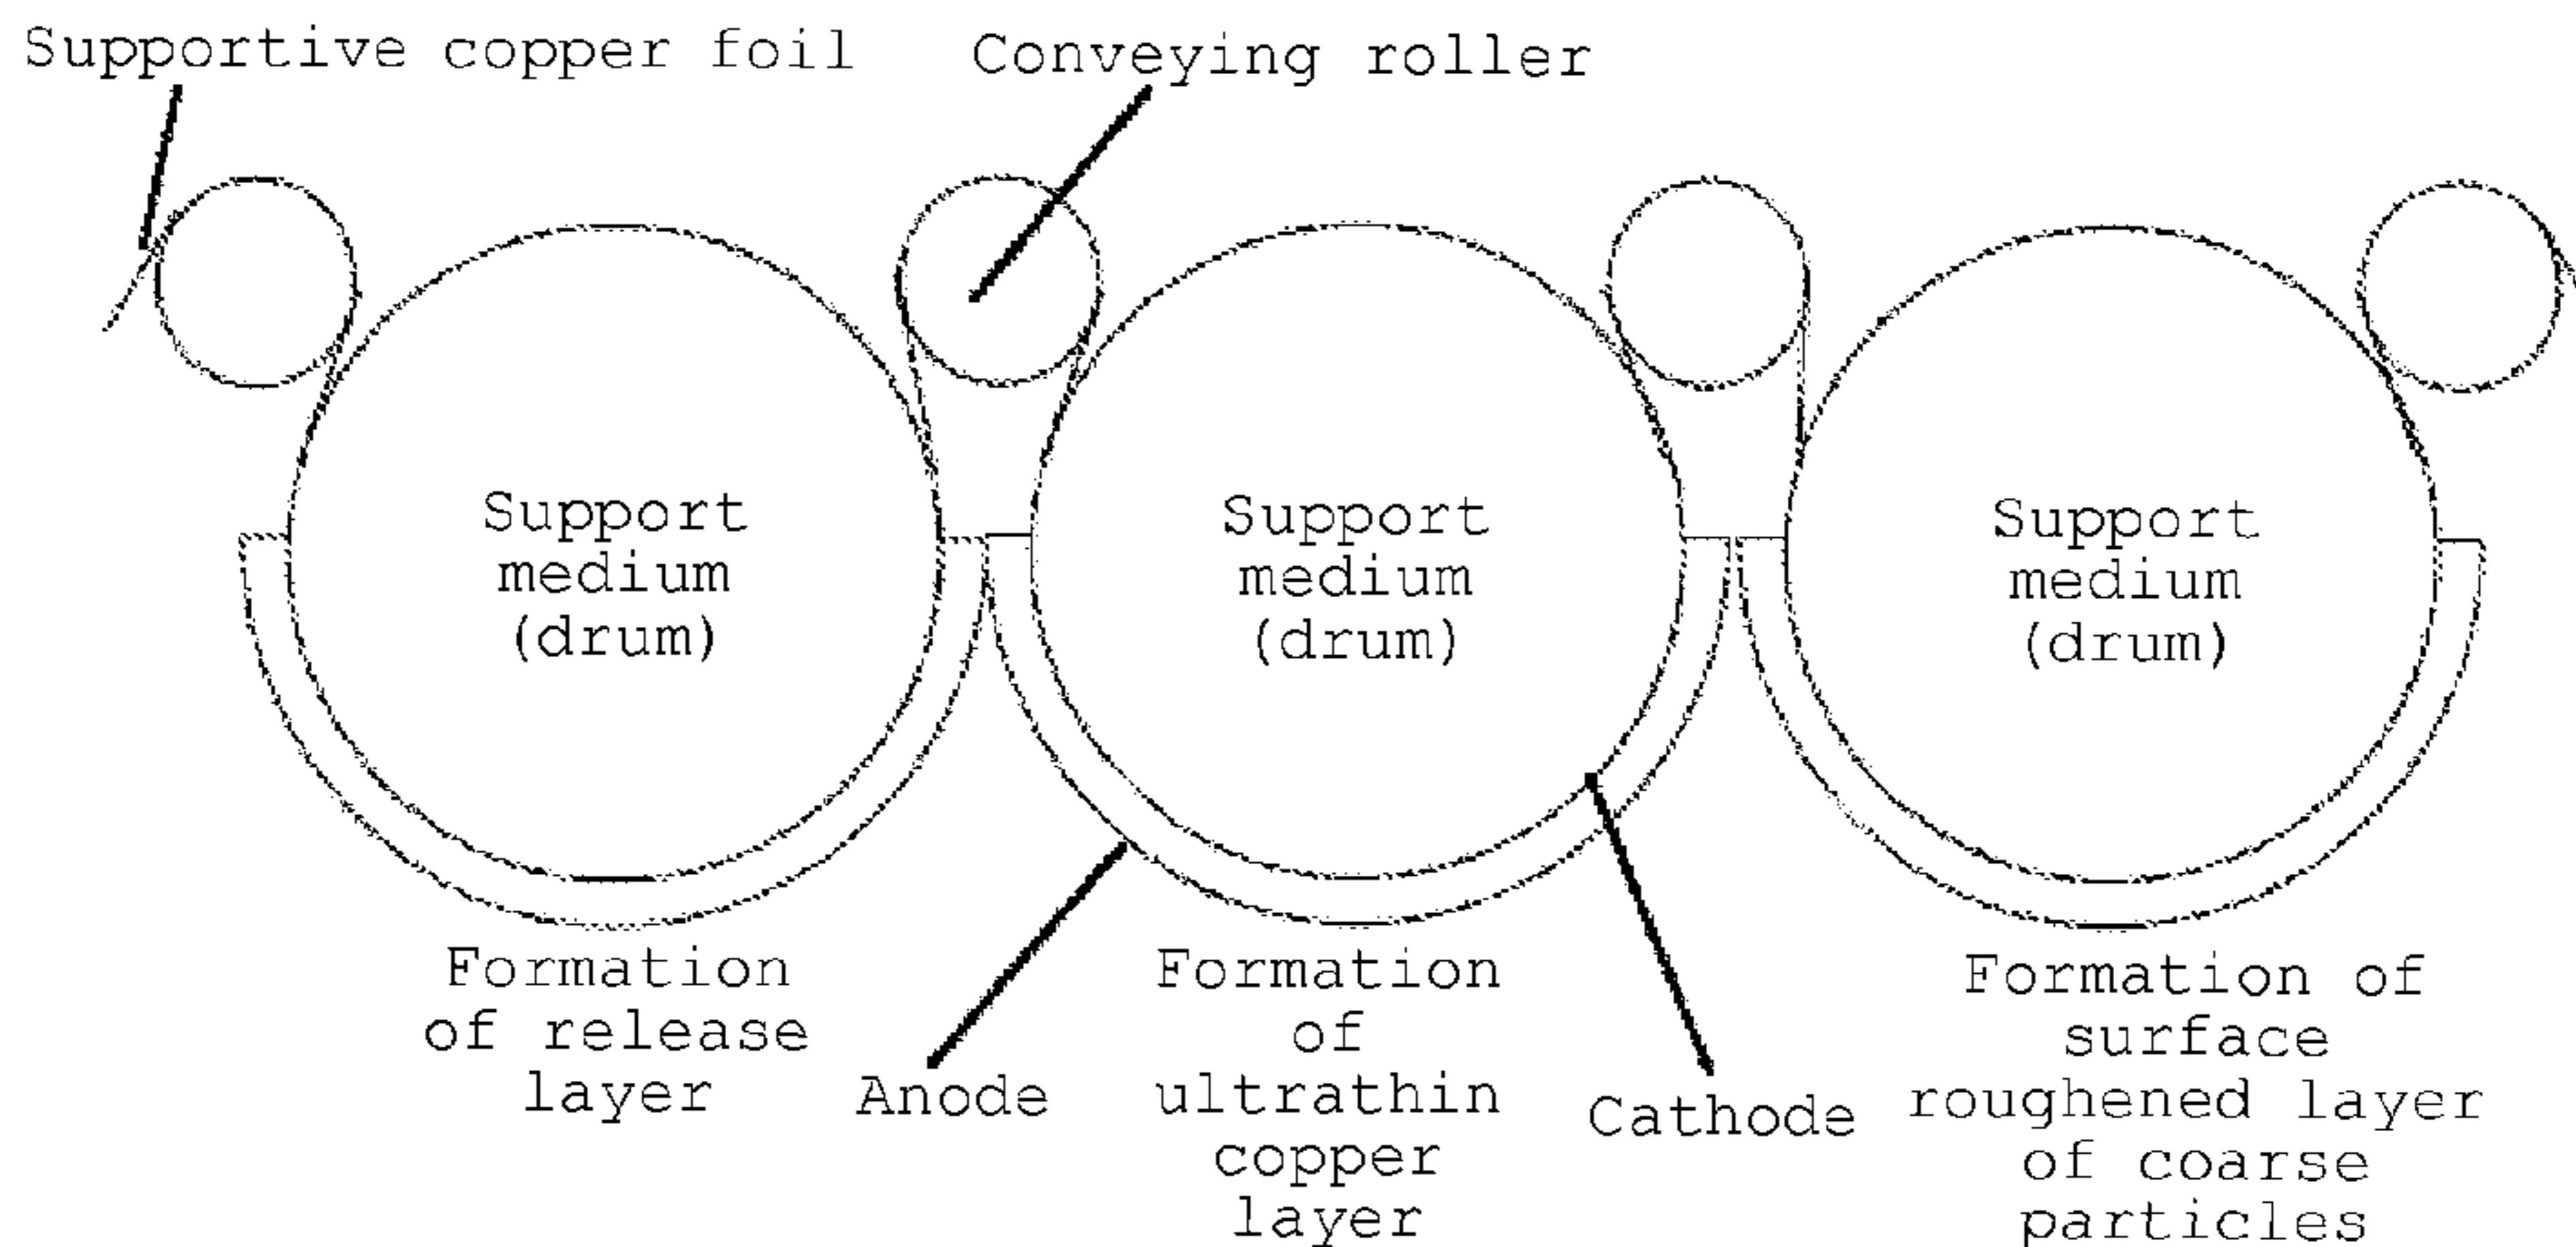 Supportive copper foil
Conveying roller
Support
medium
(drum)
Support
medium
(drum)
Support
medium
(drum)
Formation
of release
layer
Anode
Formation
of
ultrathin
copper
layer
Cathode
Formation of
surface
roughened layer
of coarse
particles